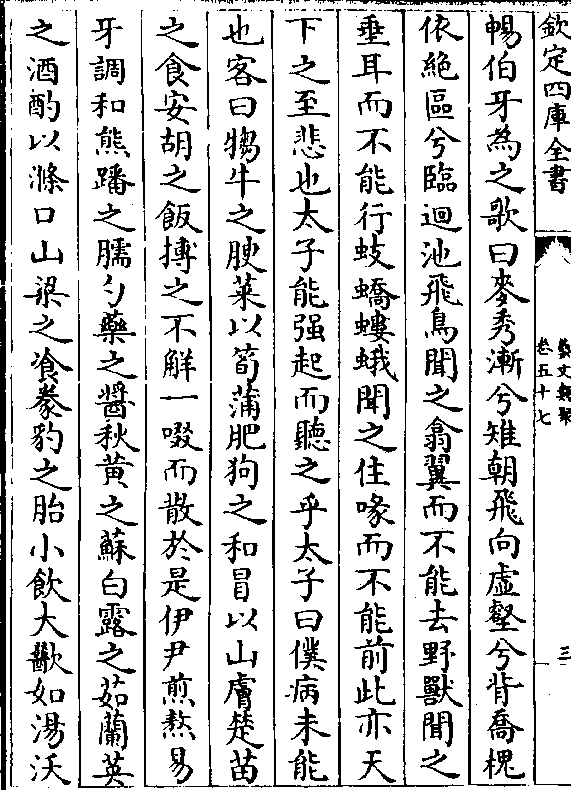 欽定四庫全書
藝文類聚
卷五十七
三
暢伯牙為之歌曰麥秀漸兮雉朝飛向虛壑兮背喬槐
依絶區兮臨迴池飛鳥聞之翕翼而不能去野獸聞之
垂耳而不能行蚑蟜螻蛾聞之住喙而不能前此亦天
下之至悲也太子能强起而聽之乎太子曰僕病未能
也客曰犓牛之腴菜以筍蒲肥狗之和冒以山膚楚苗
之食安胡之飯摶之不解一啜而散於是伊尹煎熬易
牙調和熊蹯之臑勺藥之醬秋黄之蘇白露之茹蘭英
之酒酌以滌口山梁之飡豢豹之胎小飲大歠如湯沃